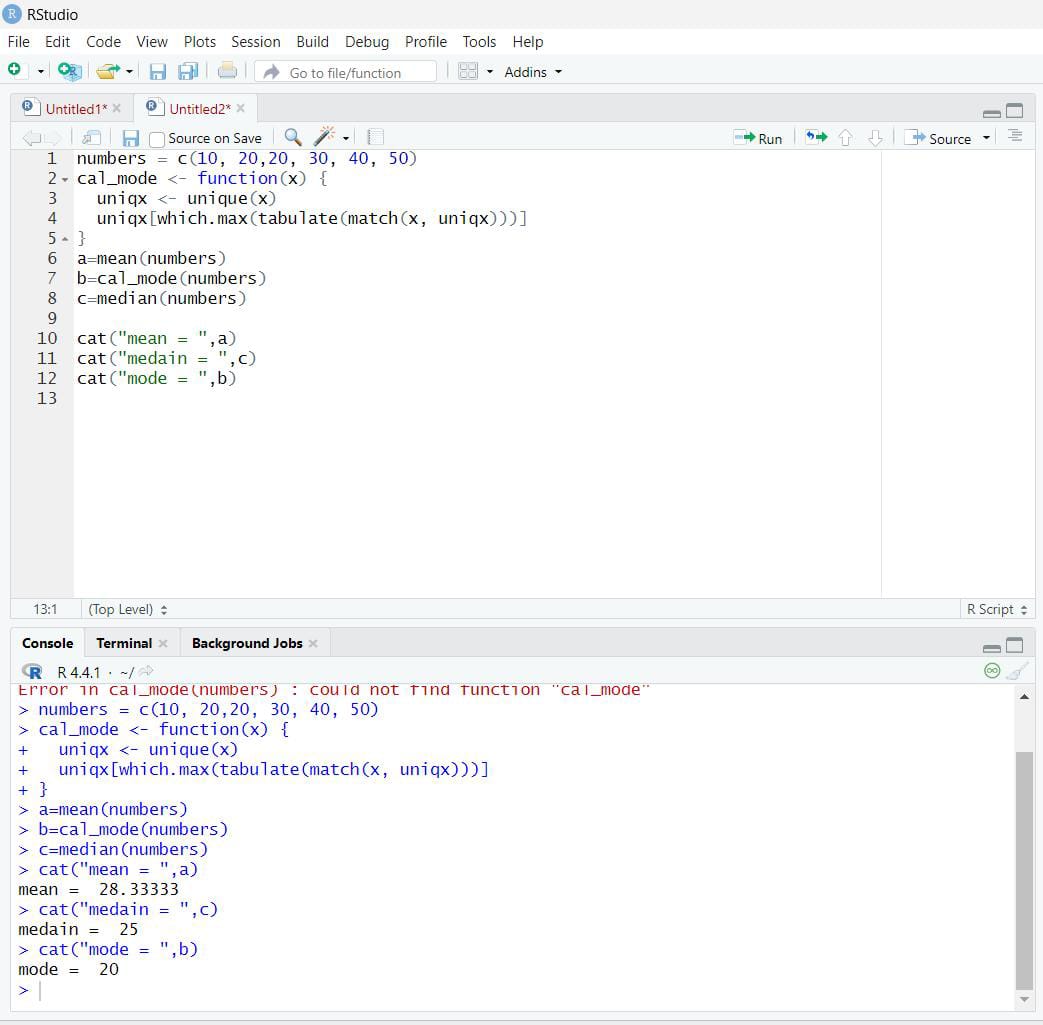 RStudio
File Edit Code View Plots Session Build Debug Profile Tools Help
Go to file/function Addins
Untitled1* Untitled2*
Source on Save Run Source
1 numbers = c(10, 20,20, 30, 40, 50)
2 cal_mode <- function(x) {
3   uniqx <- unique(x)
4   uniqx[which.max(tabulate(match(x, uniqx)))]
5 }
6 a=mean(numbers)
7 b=cal_mode(numbers)
8 c=median(numbers)
9
10 cat("mean = ",a)
11 cat("medain = ",c)
12 cat("mode = ",b)
13
13:1 (Top Level) R Script
Console Terminal Background Jobs
R R 4.4.1 · ~/
Error in cal_mode(numbers) : could not find function "cal_mode"
> numbers = c(10, 20,20, 30, 40, 50)
> cal_mode <- function(x) {
+   uniqx <- unique(x)
+   uniqx[which.max(tabulate(match(x, uniqx)))]
+ }
> a=mean(numbers)
> b=cal_mode(numbers)
> c=median(numbers)
> cat("mean = ",a)
mean =  28.33333
> cat("medain = ",c)
medain =  25
> cat("mode = ",b)
mode =  20
>